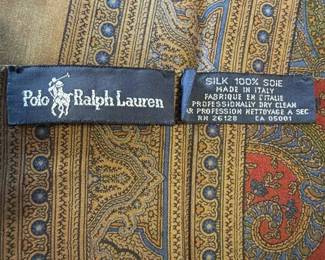 Polo Ralph Lauren
SILK 100% SOIE
MADE IN ITALY
FABRIQUE EN L'ITALIE
PROFESSIONALLY DRY CLEAN
PROFESSION NETTOYAGE A SEC
RN 26128 CA 05001